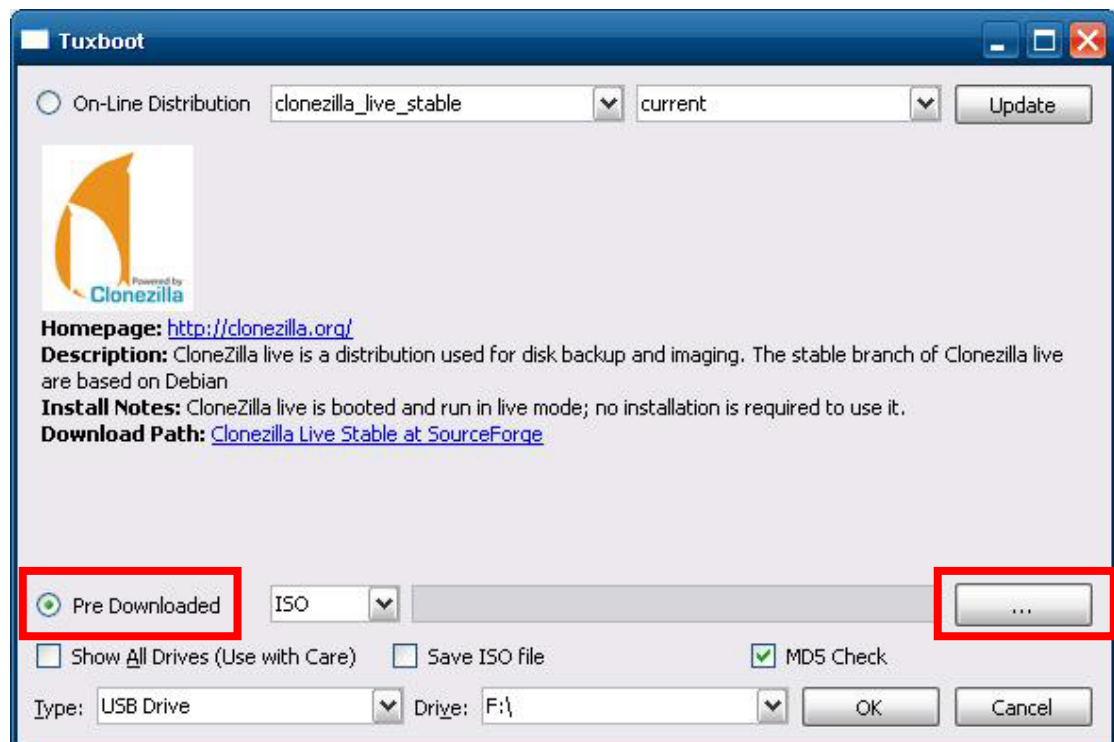 Tuxboot
On-Line Distribution clonezilla_live_stable current Update
Powered by
Clonezilla
Homepage: http://clonezilla.org/
Description: CloneZilla live is a distribution used for disk backup and imaging. The stable branch of Clonezilla live
are based on Debian
Install Notes: CloneZilla live is booted and run in live mode; no installation is required to use it.
Download Path: Clonezilla Live Stable at SourceForge
Pre Downloaded ISO ...
Show All Drives (Use with Care) Save ISO file MD5 Check
Type: USB Drive Drive: F:\ OK Cancel